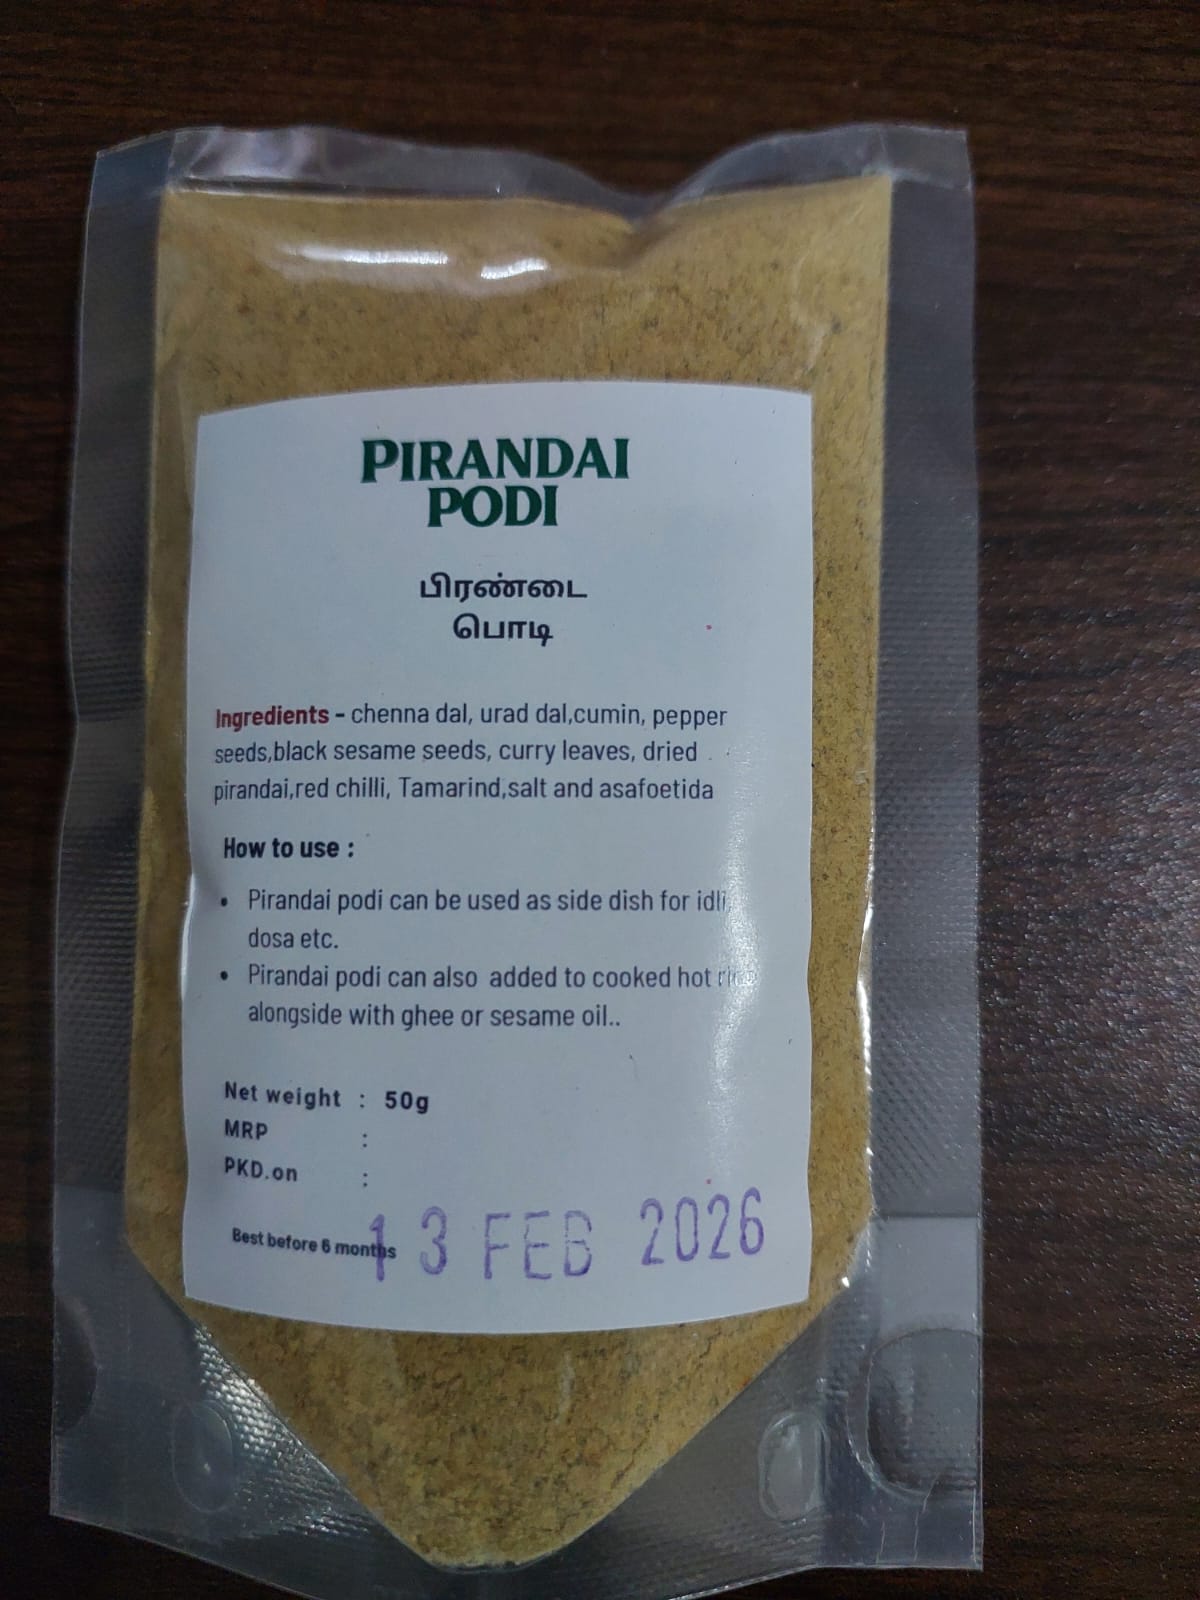 PIRANDAI
PODI
பிரண்டை
பொடி
Ingredients - chenna dal, urad dal,cumin, pepper
seeds,black sesame seeds, curry leaves, dried
pirandai,red chilli, Tamarind,salt and asafoetida
How to use :
• Pirandai podi can be used as side dish for idli,
dosa etc.
• Pirandai podi can also added to cooked hot rice
alongside with ghee or sesame oil..
Net weight : 50g
MRP :
PKD.on :
Best before 6 months
13 FEB 2026